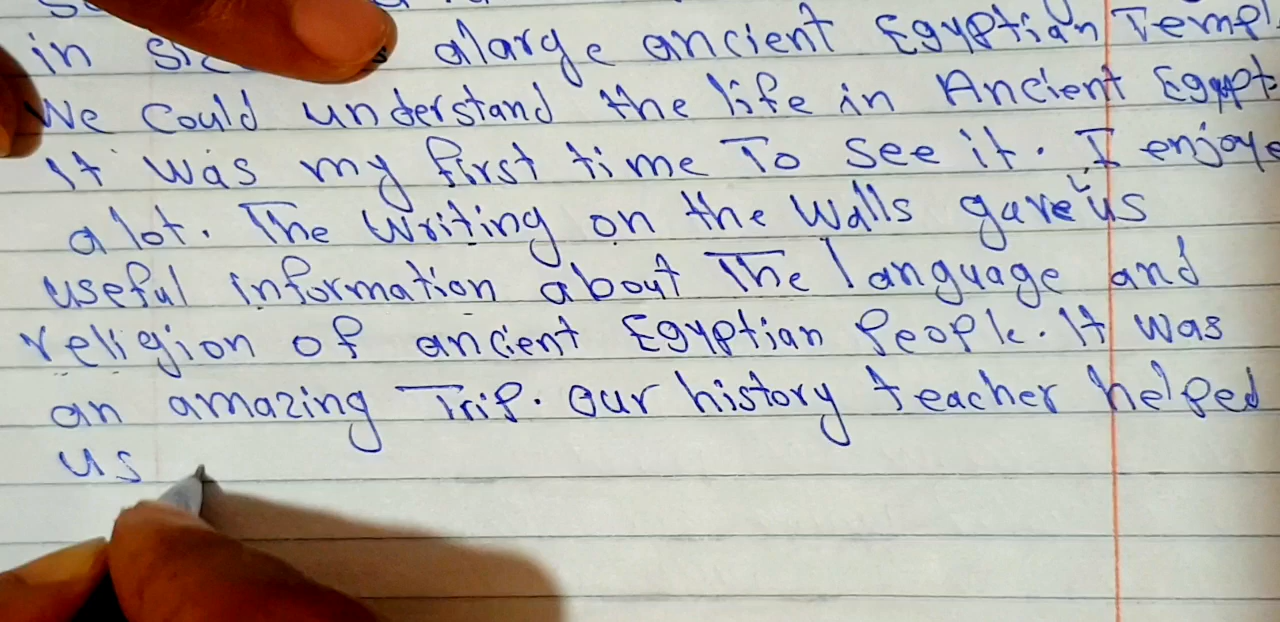 in alarge ancient Egyptian Templ
We Could understand the life in Ancient Egypt
It was my first time To see it. I enjoye
a lot. The writing on the walls gave us
useful information about The language and
religion of ancient Egyptian People. It was
an amazing Trip. Our history teacher helped
us